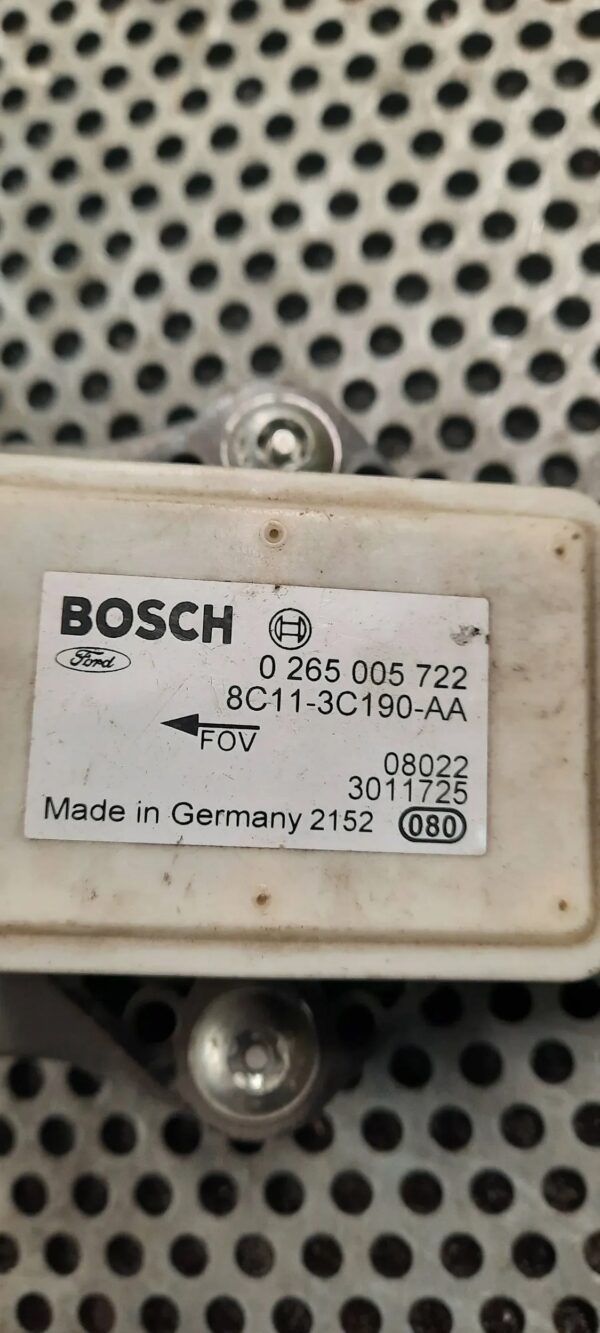 BOSCH
Ford
0 265 005 722
8C11-3C190-AA
FOV
08022
3011725
Made in Germany 2152 080